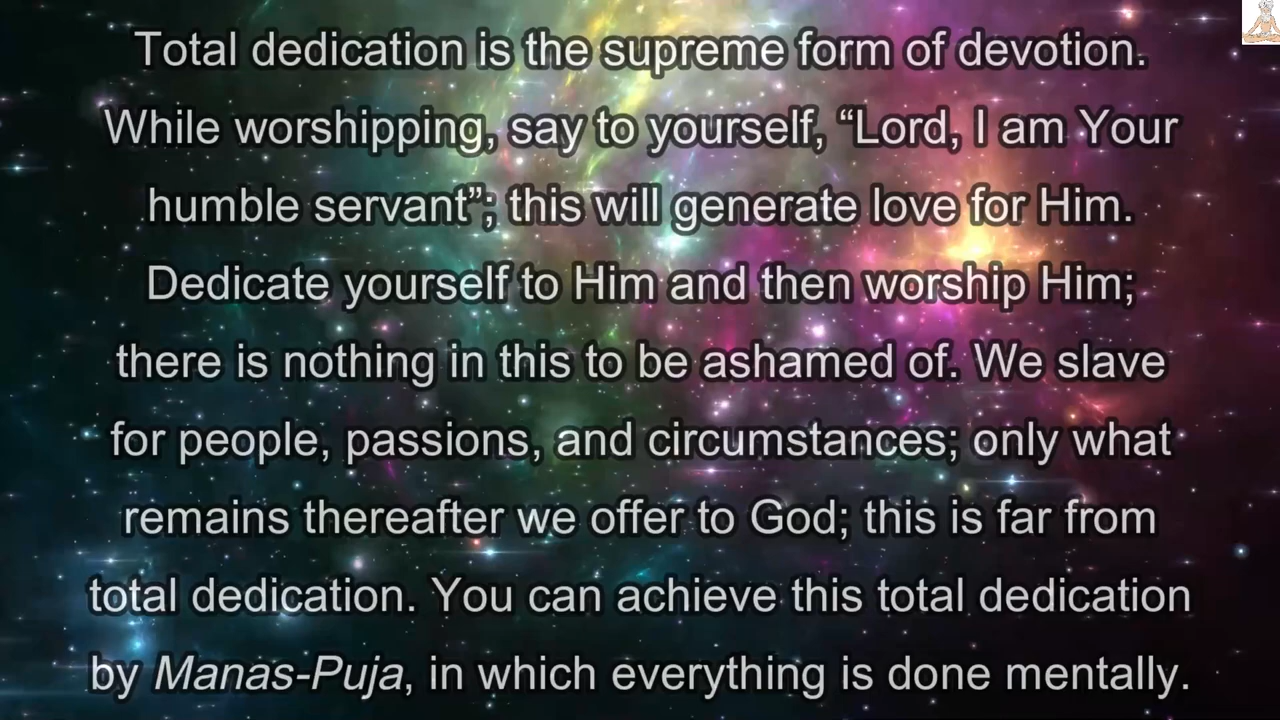 Total dedication is the supreme form of devotion.
While worshipping, say to yourself, “Lord, I am Your
humble servant”; this will generate love for Him.
Dedicate yourself to Him and then worship Him;
there is nothing in this to be ashamed of. We slave
for people, passions, and circumstances; only what
remains thereafter we offer to God; this is far from
total dedication. You can achieve this total dedication
by Manas-Puja, in which everything is done mentally.